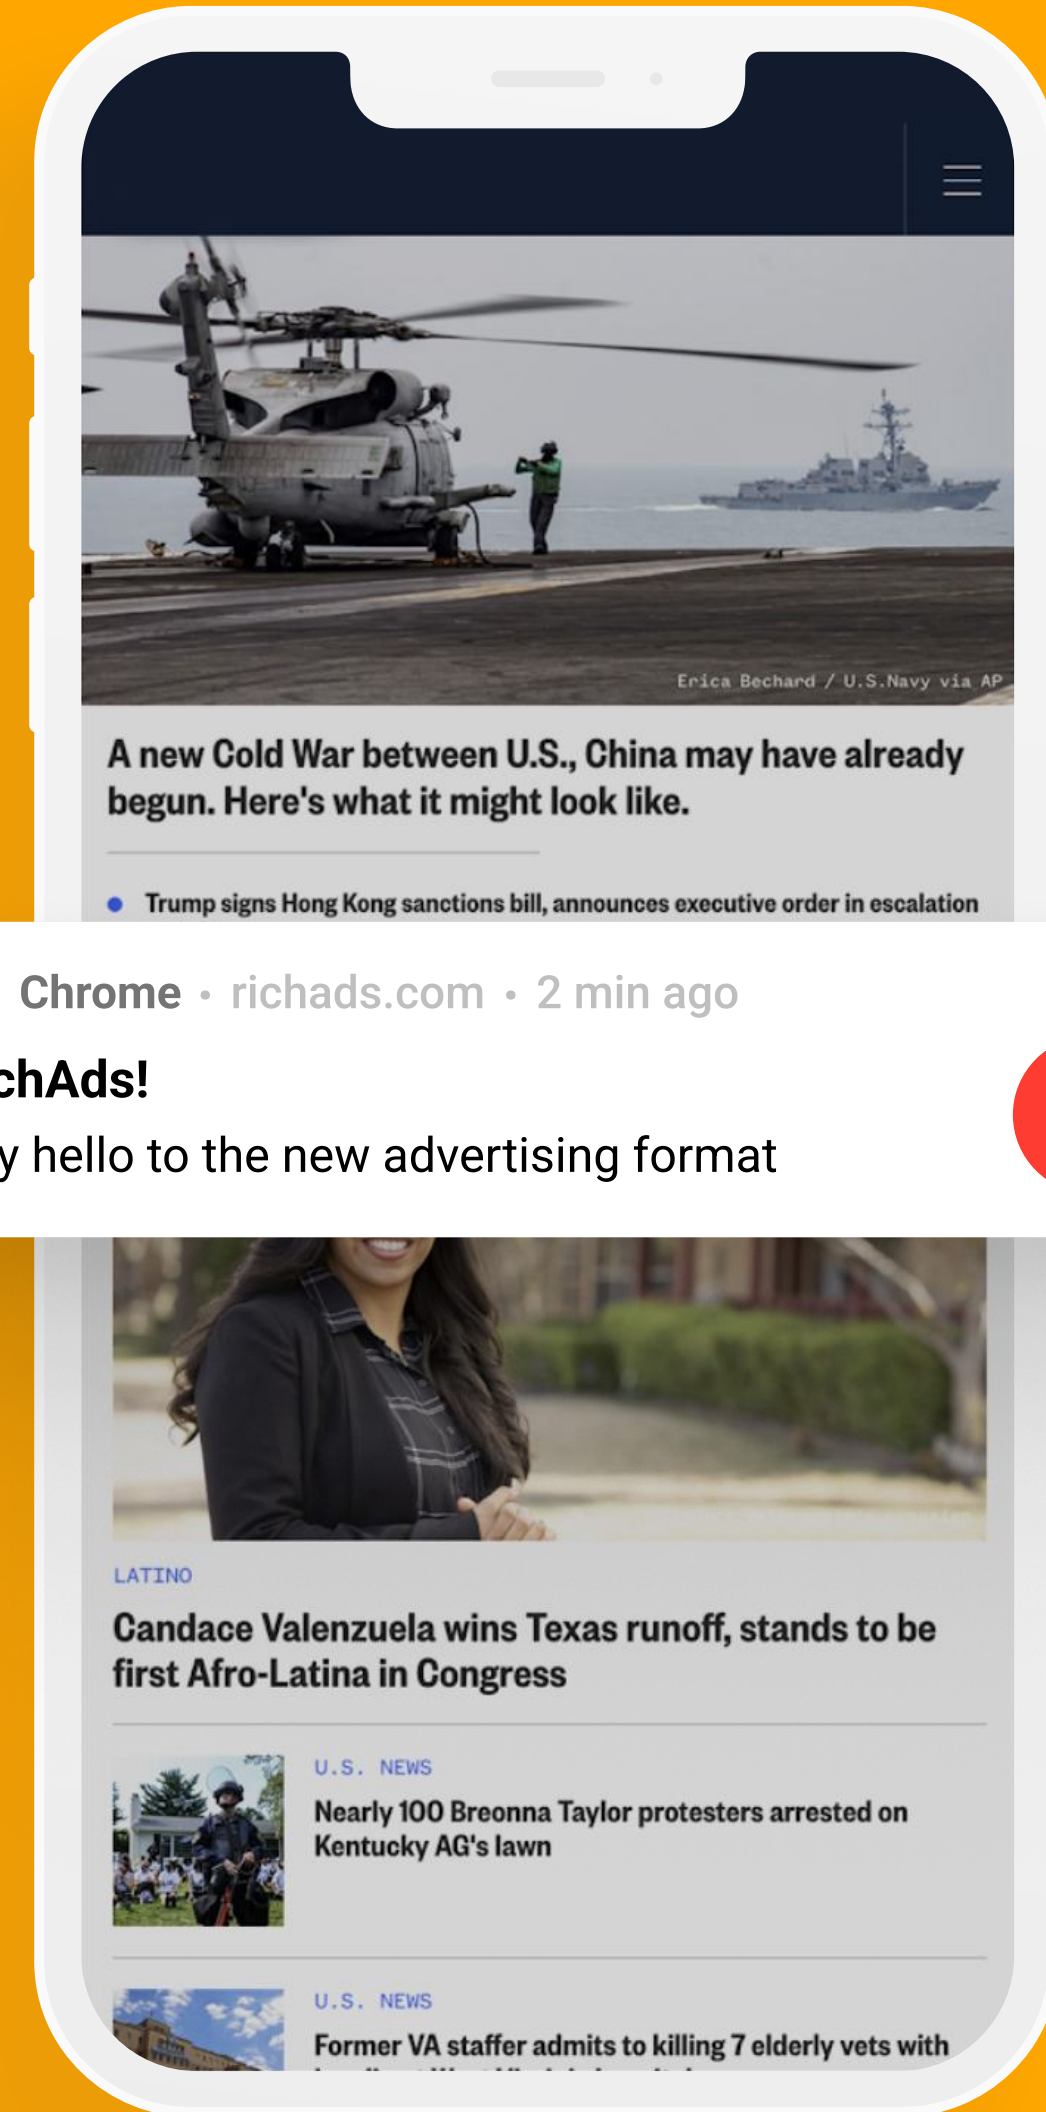 Erica Bechard / U.S.Navy via AP
A new Cold War between U.S., China may have already
begun. Here's what it might look like.
Trump signs Hong Kong sanctions bill, announces executive order in escalation
Chrome • richads.com • 2 min ago
chAds!
y hello to the new advertising format
LATINO
Candace Valenzuela wins Texas runoff, stands to be
first Afro-Latina in Congress
U.S. NEWS
Nearly 100 Breonna Taylor protesters arrested on
Kentucky AG's lawn
U.S. NEWS
Former VA staffer admits to killing 7 elderly vets with